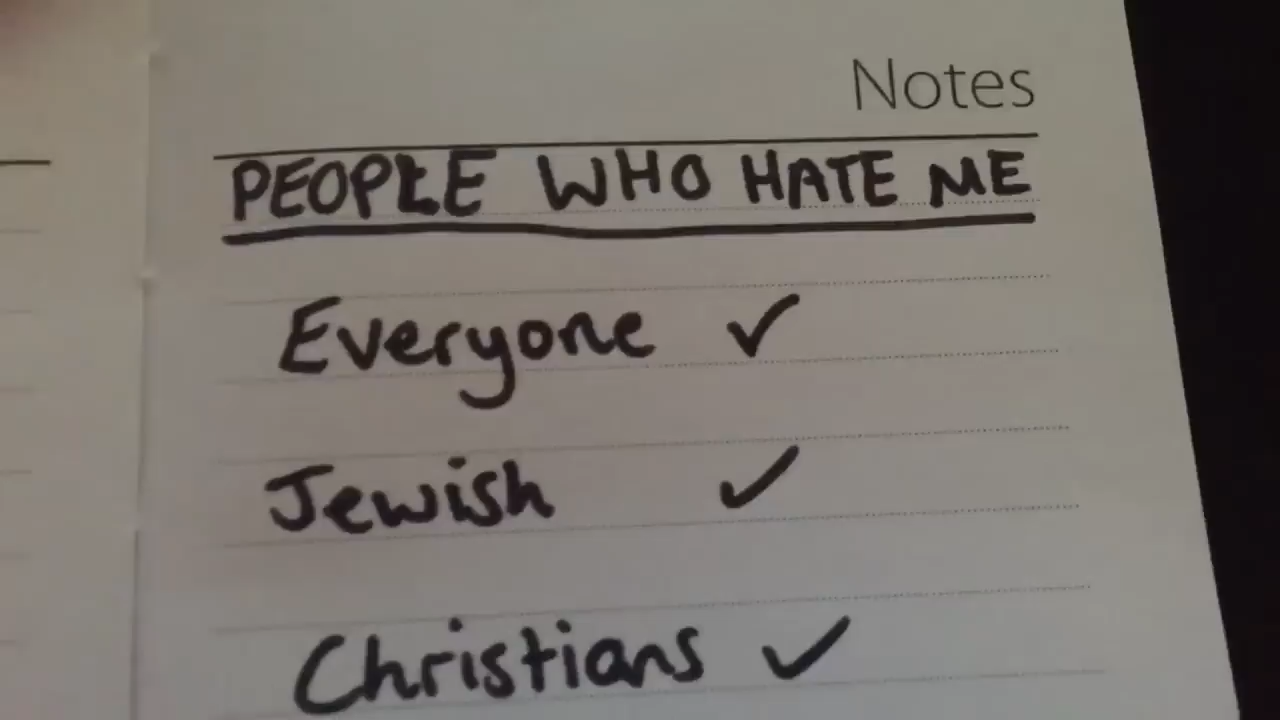 Notes
PEOPLE WHO HATE ME
Everyone ✓
Jewish ✓
Christians ✓